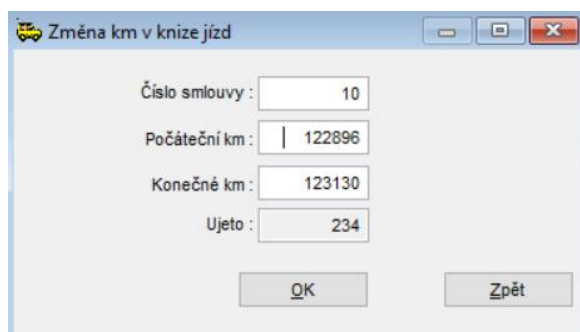 Změna km v knize jízd
Číslo smlouvy : 10
Počáteční km : 122896
Konečné km : 123130
Ujeto : 234
OK Zpět